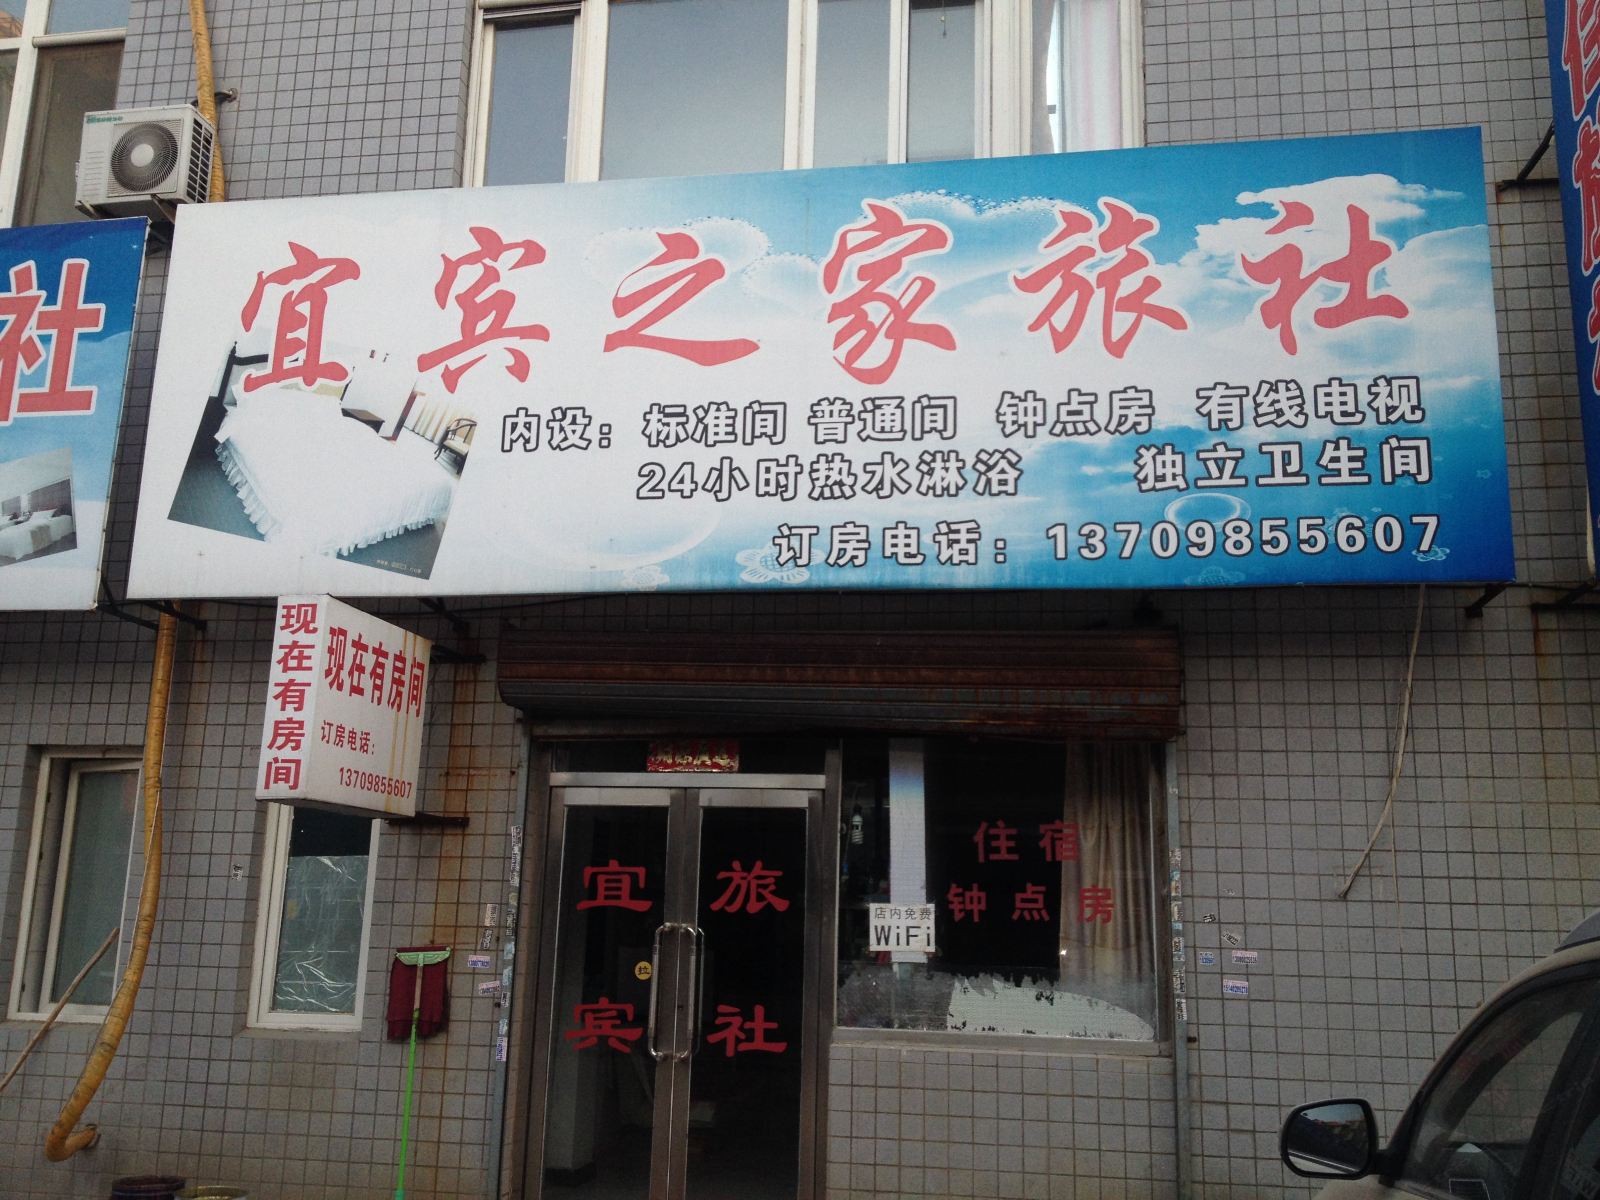 宜宾之家旅社
内设：标准间 普通间 钟点房 有线电视
24小时热水淋浴 独立卫生间
订房电话：13709855607
社
现在有房间
现在有房间
订房电话：
13709855607
宜宾
旅社
拉
住宿
钟点房
店内免费
WiFi